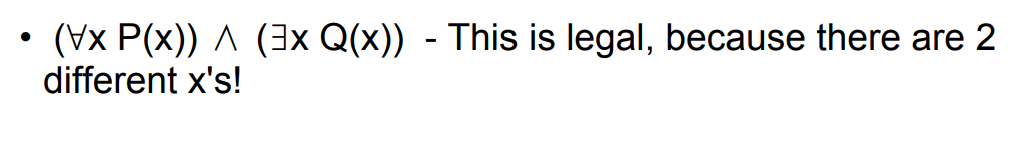 • (∀x P(x)) ∧ (∃x Q(x)) - This is legal, because there are 2
different x's!